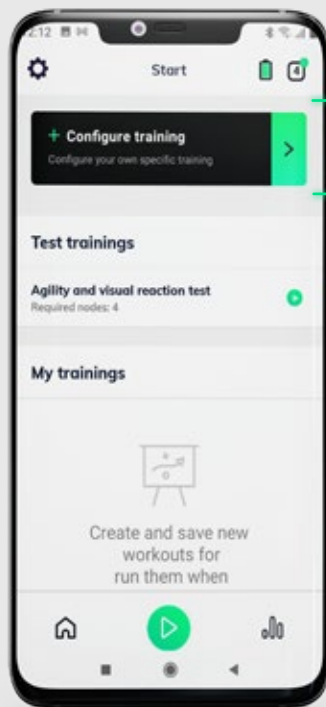 2:12
Start
4
+ Configure training
Configure your own specific training
Test trainings
Agility and visual reaction test
Required nodes: 4
My trainings
Create and save new
workouts for
run them when